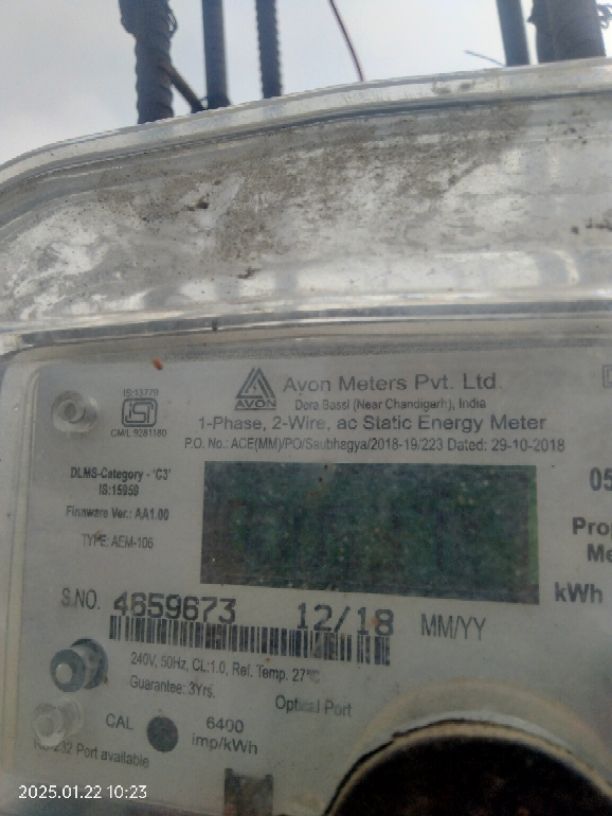 IS:13779
CM/L 9281180
AVON
Avon Meters Pvt. Ltd.
Dera Bassi (Near Chandigarh), India
1-Phase, 2-Wire, ac Static Energy Meter
P.O. No.: ACE(MM)/PO/Saubhagya/2018-19/223 Dated: 29-10-2018
DLMS-Category - 'C3'
IS:15959
Firmware Ver.: AA1.00
TYPE: AEM-106
05
kWh
S.NO. 4659673 12/18 MM/YY
240V, 50Hz, CL:1.0, Ref. Temp. 27°C
Guarantee: 3Yrs.
Optical Port
CAL 6400
imp/kWh
232 Port available
2025.01.22 10:23